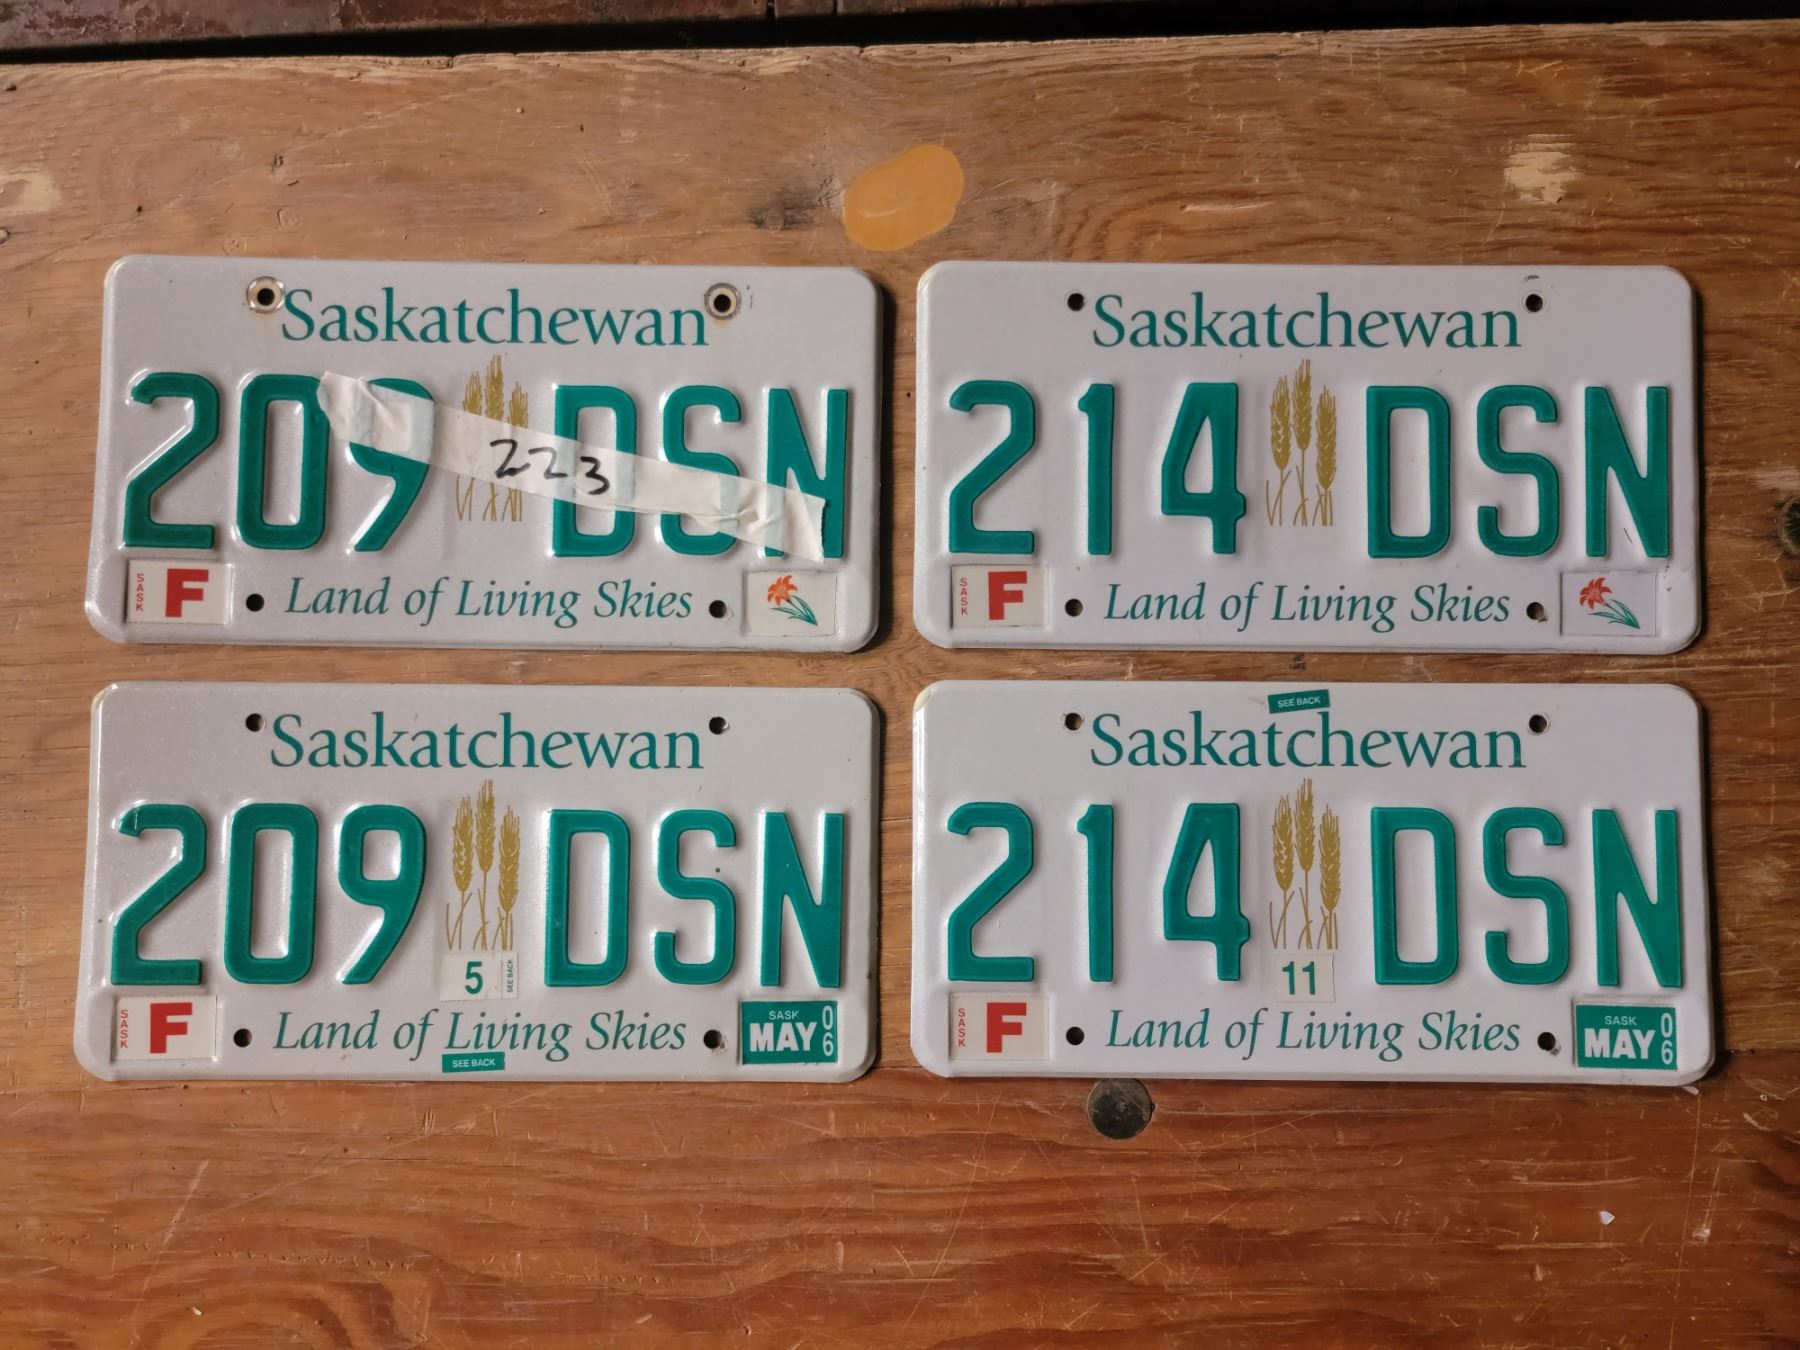 Saskatchewan
209 DSN
223
SASK F Land of Living Skies
Saskatchewan
214 DSN
SASK F Land of Living Skies
Saskatchewan
209 DSN
5 SEE BACK
SASK F Land of Living Skies SASK MAY 06
SEE BACK
SEE BACK
Saskatchewan
214 DSN
11
SASK F Land of Living Skies SASK MAY 06